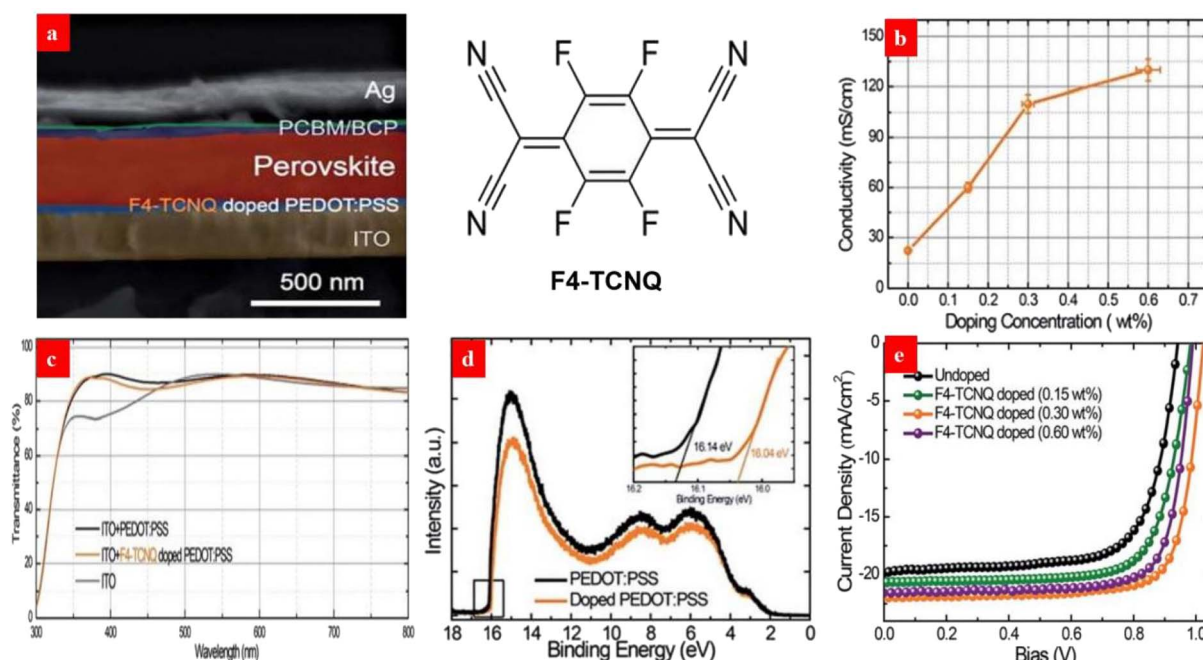 a
Ag
PCBM/BCP
Perovskite
F4-TCNQ doped PEDOT:PSS
ITO
500 nm
N
N
F
F
F
F
N
N
F4-TCNQ
b
150
120
90
60
30
0
Conductivity (mS/cm)
0.0 0.1 0.2 0.3 0.4 0.5 0.6 0.7
Doping Concentration ( wt%)
c
100
80
60
40
20
0
Transmittance (%)
ITO+PEDOT:PSS
ITO+F4-TCNQ doped PEDOT:PSS
ITO
300 400 500 600 700 800
Wavelength (nm)
d
Intensity (a.u.)
16.14 eV
16.04 eV
16.2 16.1 16.0
Binding Energy (eV)
PEDOT:PSS
Doped PEDOT:PSS
18 16 14 12 10 8 6 4 2 0
Binding Energy (eV)
e
0
-5
-10
-15
-20
Current Density (mA/cm²)
Undoped
F4-TCNQ doped (0.15 wt%)
F4-TCNQ doped (0.30 wt%)
F4-TCNQ doped (0.60 wt%)
0.0 0.2 0.4 0.6 0.8 1.0
Bias (V)